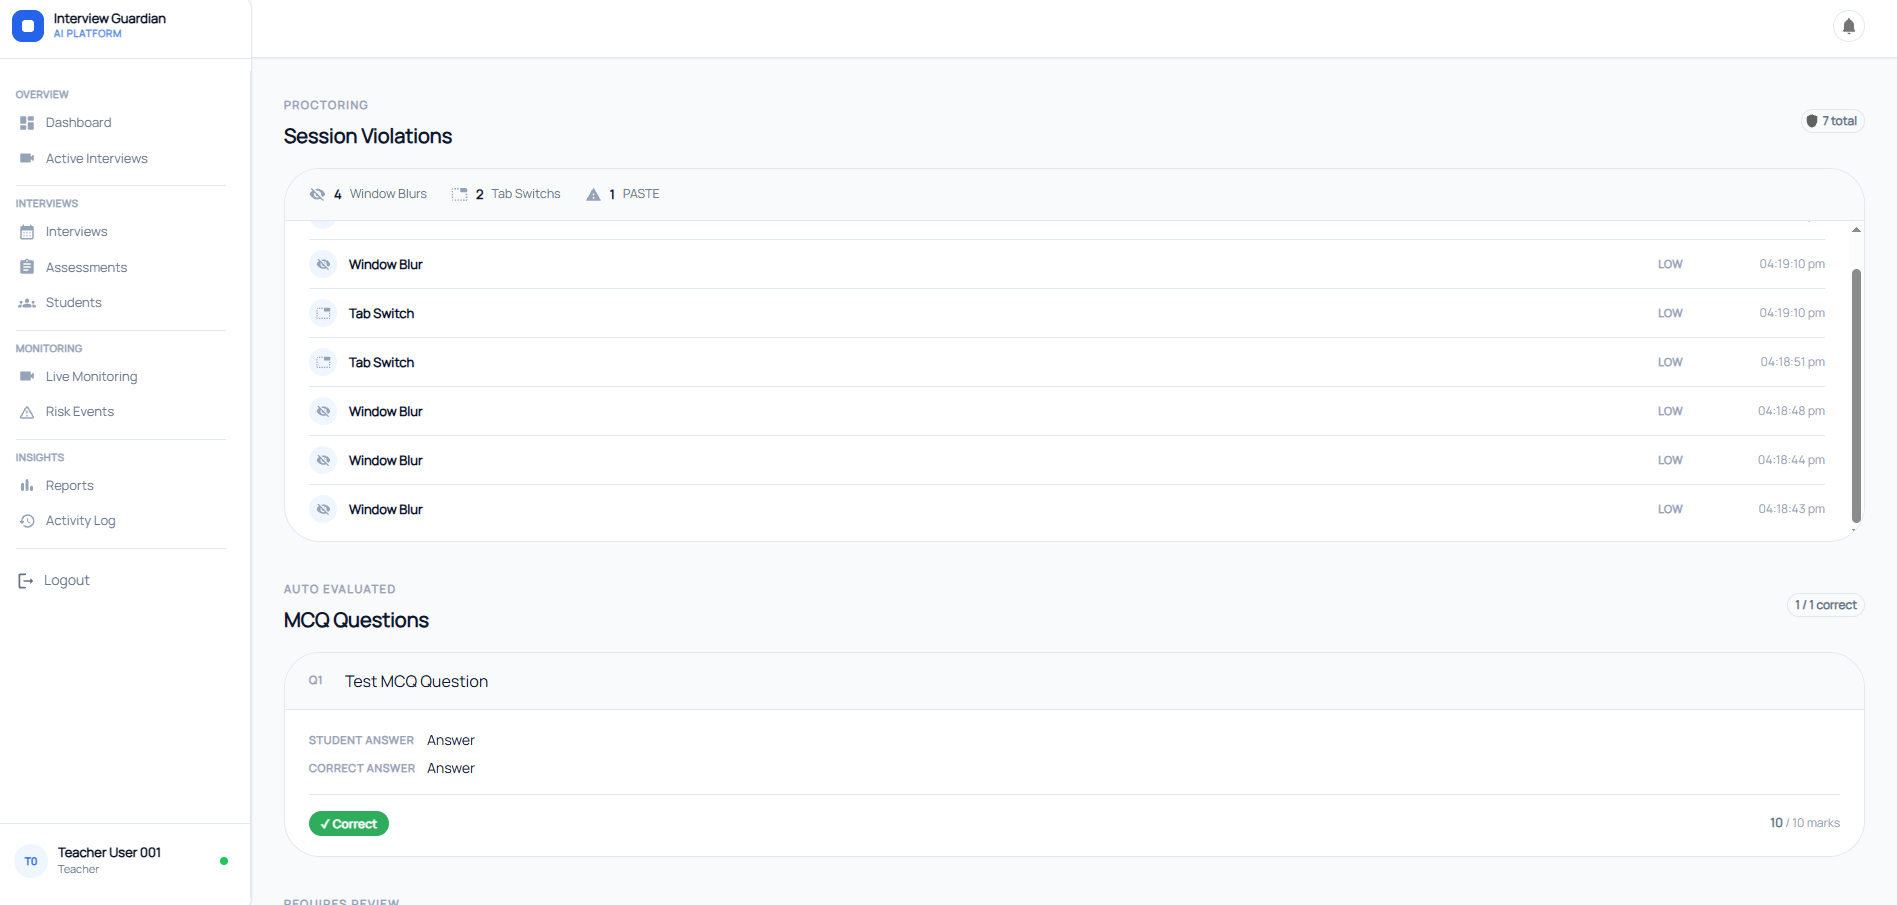 Interview Guardian
AI PLATFORM
OVERVIEW
Dashboard
Active Interviews
INTERVIEWS
Interviews
Assessments
Students
MONITORING
Live Monitoring
Risk Events
INSIGHTS
Reports
Activity Log
Logout
T0
Teacher User 001
Teacher
PROCTORING
Session Violations
7 total
4 Window Blurs 2 Tab Switchs 1 PASTE
Window Blur LOW 04:19:10 pm
Tab Switch LOW 04:19:10 pm
Tab Switch LOW 04:18:51 pm
Window Blur LOW 04:18:48 pm
Window Blur LOW 04:18:44 pm
Window Blur LOW 04:18:43 pm
AUTO EVALUATED
MCQ Questions
1 / 1 correct
Q1 Test MCQ Question
STUDENT ANSWER Answer
CORRECT ANSWER Answer
✓ Correct
10 / 10 marks
REQUIRES REVIEW